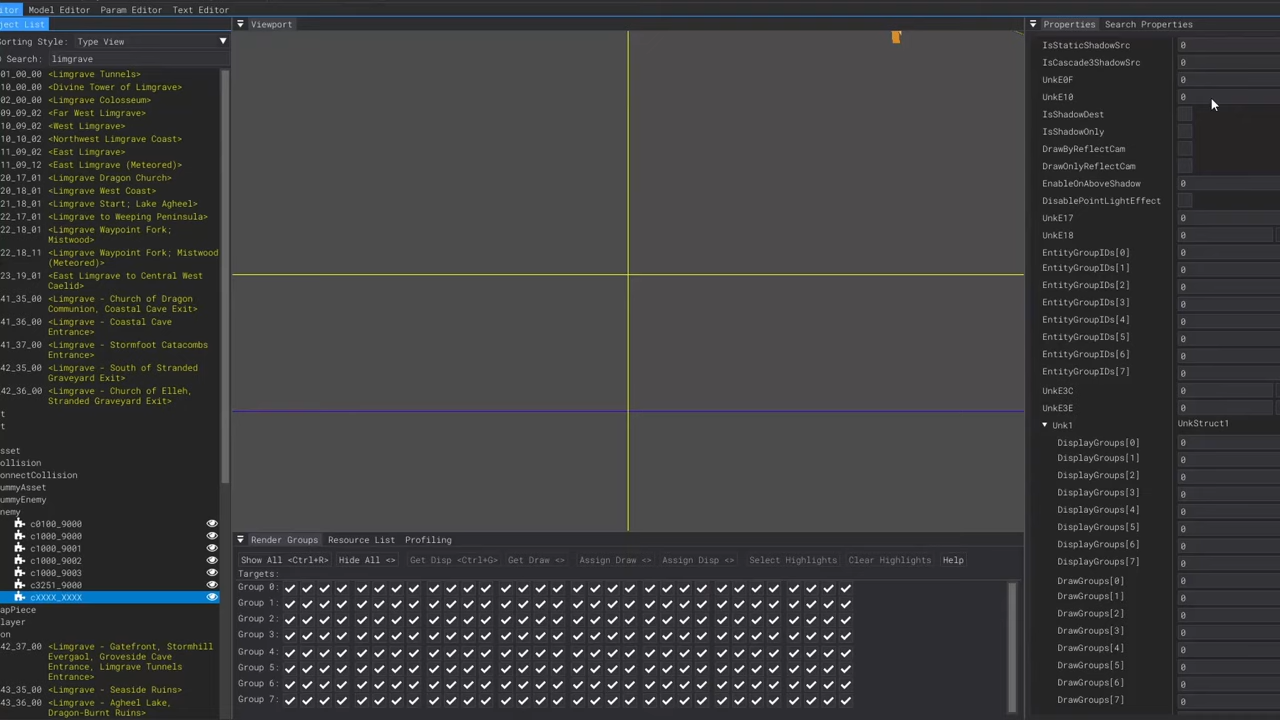 itor Model Editor Param Editor Text Editor
ject List
Sorting Style: Type View
Search: limgrave
01_00_00 <Limgrave Tunnels>
10_00_00 <Divine Tower of Limgrave>
02_00_00 <Limgrave Colosseum>
09_09_02 <Far West Limgrave>
10_09_02 <West Limgrave>
10_10_02 <Northwest Limgrave Coast>
11_09_02 <East Limgrave>
11_09_12 <East Limgrave (Meteored)>
20_17_01 <Limgrave Dragon Church>
20_18_01 <Limgrave West Coast>
21_18_01 <Limgrave Start; Lake Agheel>
22_17_01 <Limgrave to Weeping Peninsula>
22_18_01 <Limgrave Waypoint Fork;
Mistwood>
22_18_11 <Limgrave Waypoint Fork; Mistwood
(Meteored)>
23_19_01 <East Limgrave to Central West
Caelid>
41_35_00 <Limgrave - Church of Dragon
Communion, Coastal Cave Exit>
41_36_00 <Limgrave - Coastal Cave
Entrance>
41_37_00 <Limgrave - Stormfoot Catacombs
Entrance>
42_35_00 <Limgrave - South of Stranded
Graveyard Exit>
42_36_00 <Limgrave - Church of Elleh,
Stranded Graveyard Exit>
t
t
sset
ollision
onnectCollision
ummyAsset
ummyEnemy
nemy
c0100_9000
c1000_9000
c1000_9001
c1000_9002
c1000_9003
c3251_9000
cXXXX_XXXX
apPiece
layer
on
42_37_00 <Limgrave - Gatefront, Stormhill
Evergaol, Groveside Cave
Entrance, Limgrave Tunnels
Entrance>
43_35_00 <Limgrave - Seaside Ruins>
43_36_00 <Limgrave - Agheel Lake,
Dragon-Burnt Ruins>
Viewport
Render Groups Resource List Profiling
Show All <Ctrl+R> Hide All <> Get Disp <Ctrl+G> Get Draw <> Assign Draw <> Assign Disp <> Select Highlights Clear Highlights Help
Targets:
Group 0:
Group 1:
Group 2:
Group 3:
Group 4:
Group 5:
Group 6:
Group 7:
Properties Search Properties
IsStaticShadowSrc 0
IsCascade3ShadowSrc 0
UnkE0F 0
UnkE10 0
IsShadowDest
IsShadowOnly
DrawByReflectCam
DrawOnlyReflectCam
EnableOnAboveShadow 0
DisablePointLightEffect
UnkE17 0
UnkE18 0
EntityGroupIDs[0] 0
EntityGroupIDs[1] 0
EntityGroupIDs[2] 0
EntityGroupIDs[3] 0
EntityGroupIDs[4] 0
EntityGroupIDs[5] 0
EntityGroupIDs[6] 0
EntityGroupIDs[7] 0
UnkE3C 0
UnkE3E 0
Unk1 UnkStruct1
DisplayGroups[0] 0
DisplayGroups[1] 0
DisplayGroups[2] 0
DisplayGroups[3] 0
DisplayGroups[4] 0
DisplayGroups[5] 0
DisplayGroups[6] 0
DisplayGroups[7] 0
DrawGroups[0] 0
DrawGroups[1] 0
DrawGroups[2] 0
DrawGroups[3] 0
DrawGroups[4] 0
DrawGroups[5] 0
DrawGroups[6] 0
DrawGroups[7] 0